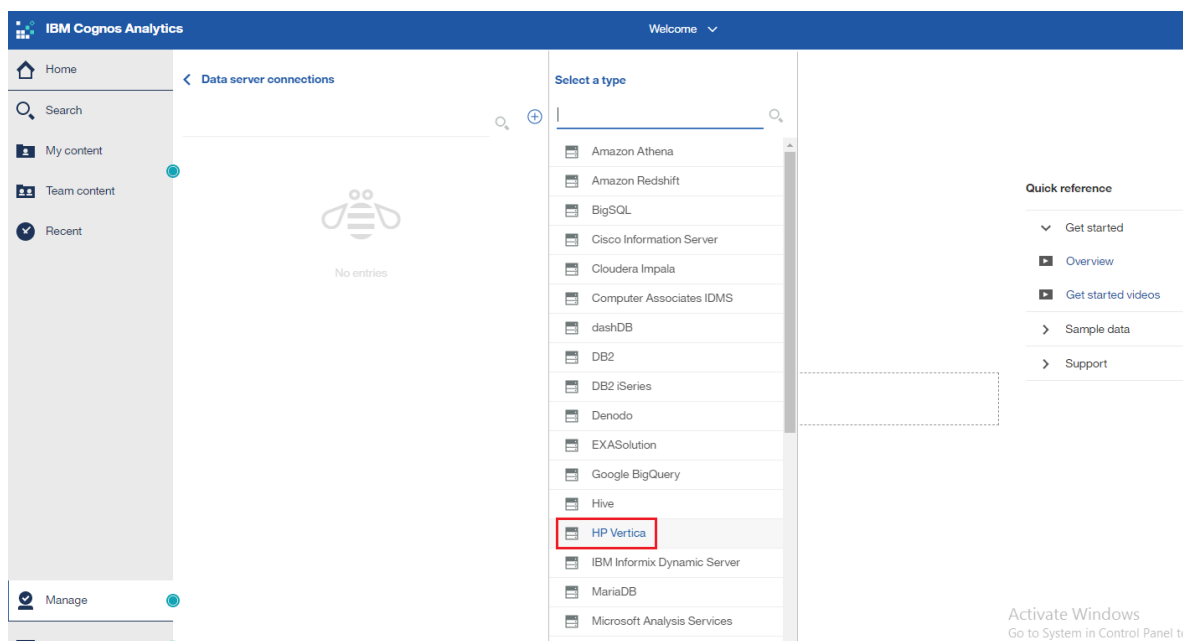 IBM Cognos Analytics
Welcome
Home
Search
My content
Team content
Recent
Manage
Data server connections
No entries
Select a type
Amazon Athena
Amazon Redshift
BigSQL
Cisco Information Server
Cloudera Impala
Computer Associates IDMS
dashDB
DB2
DB2 iSeries
Denodo
EXASolution
Google BigQuery
Hive
HP Vertica
IBM Informix Dynamic Server
MariaDB
Microsoft Analysis Services
Quick reference
Get started
Overview
Get started videos
Sample data
Support
Activate Windows
Go to System in Control Panel t